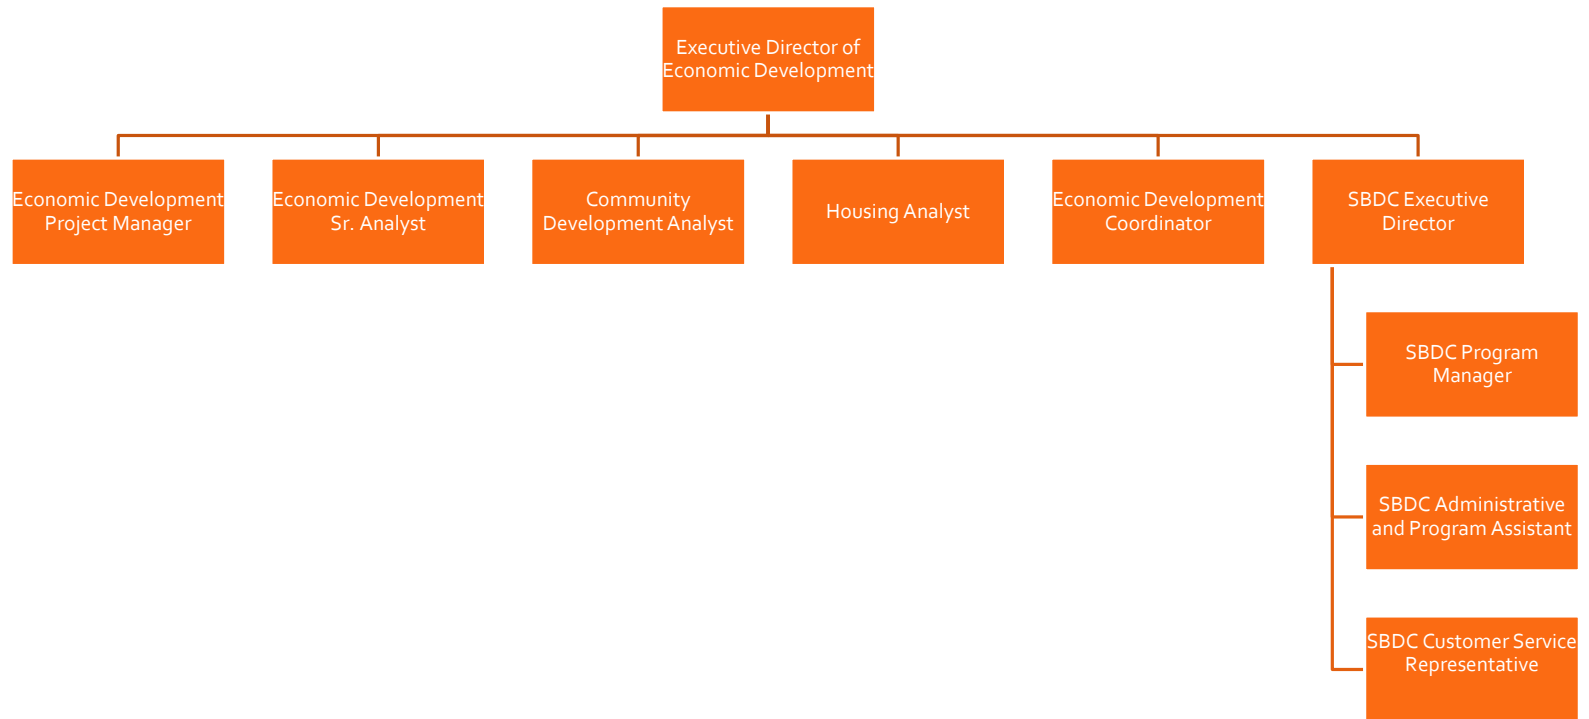 Executive Director of
Economic Development
Economic Development
Project Manager
Economic Development
Sr. Analyst
Community
Development Analyst
Housing Analyst
Economic Development
Coordinator
SBDC Executive
Director
SBDC Program
Manager
SBDC Administrative
and Program Assistant
SBDC Customer Service
Representative